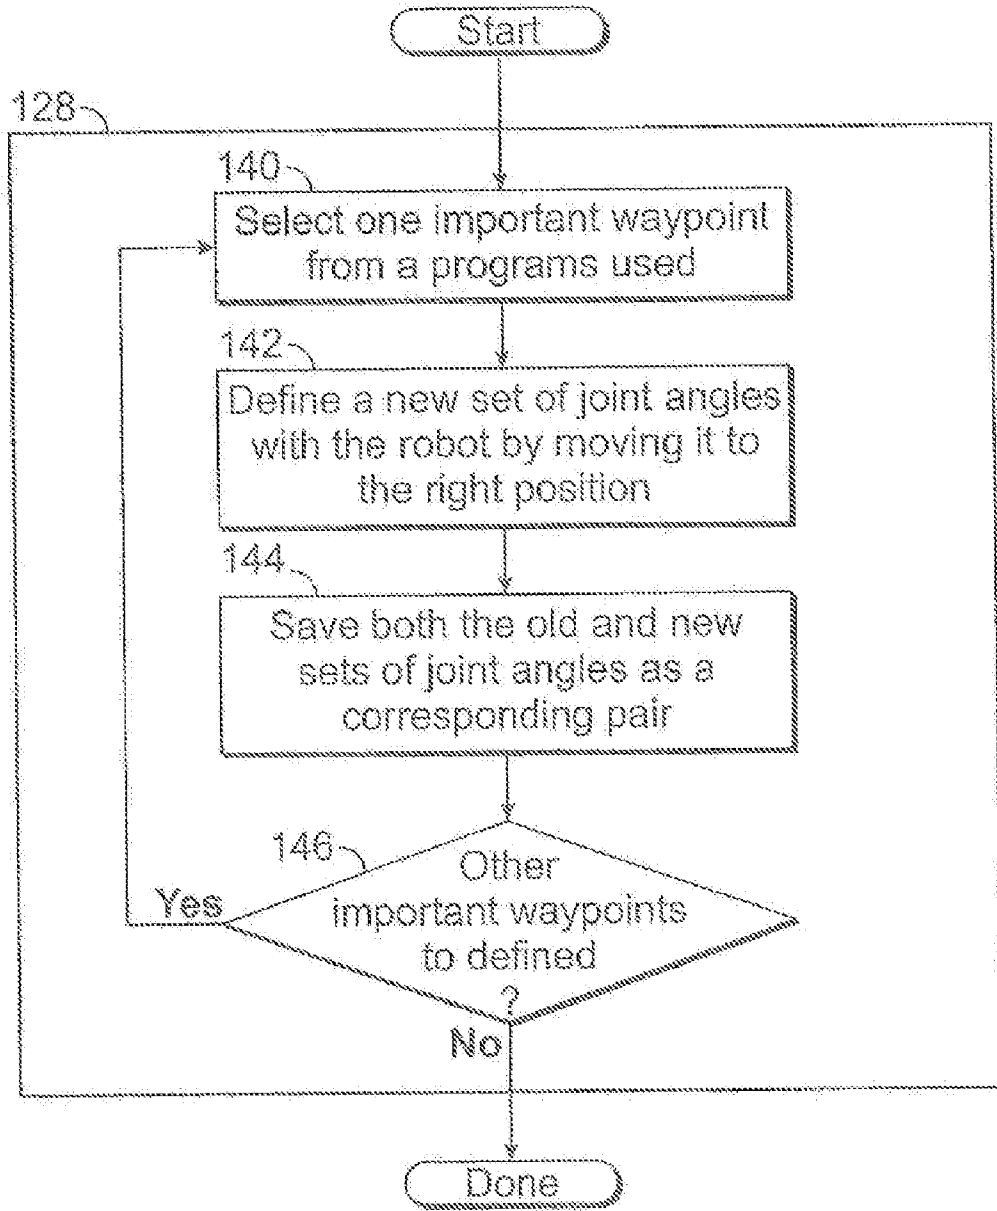 Start
128
140
Select one important waypoint
from a programs used
142
Define a new set of joint angles
with the robot by moving it to
the right position
144
Save both the old and new
sets of joint angles as a
corresponding pair
146
Other
important waypoints
to defined
?
Yes
No
Done